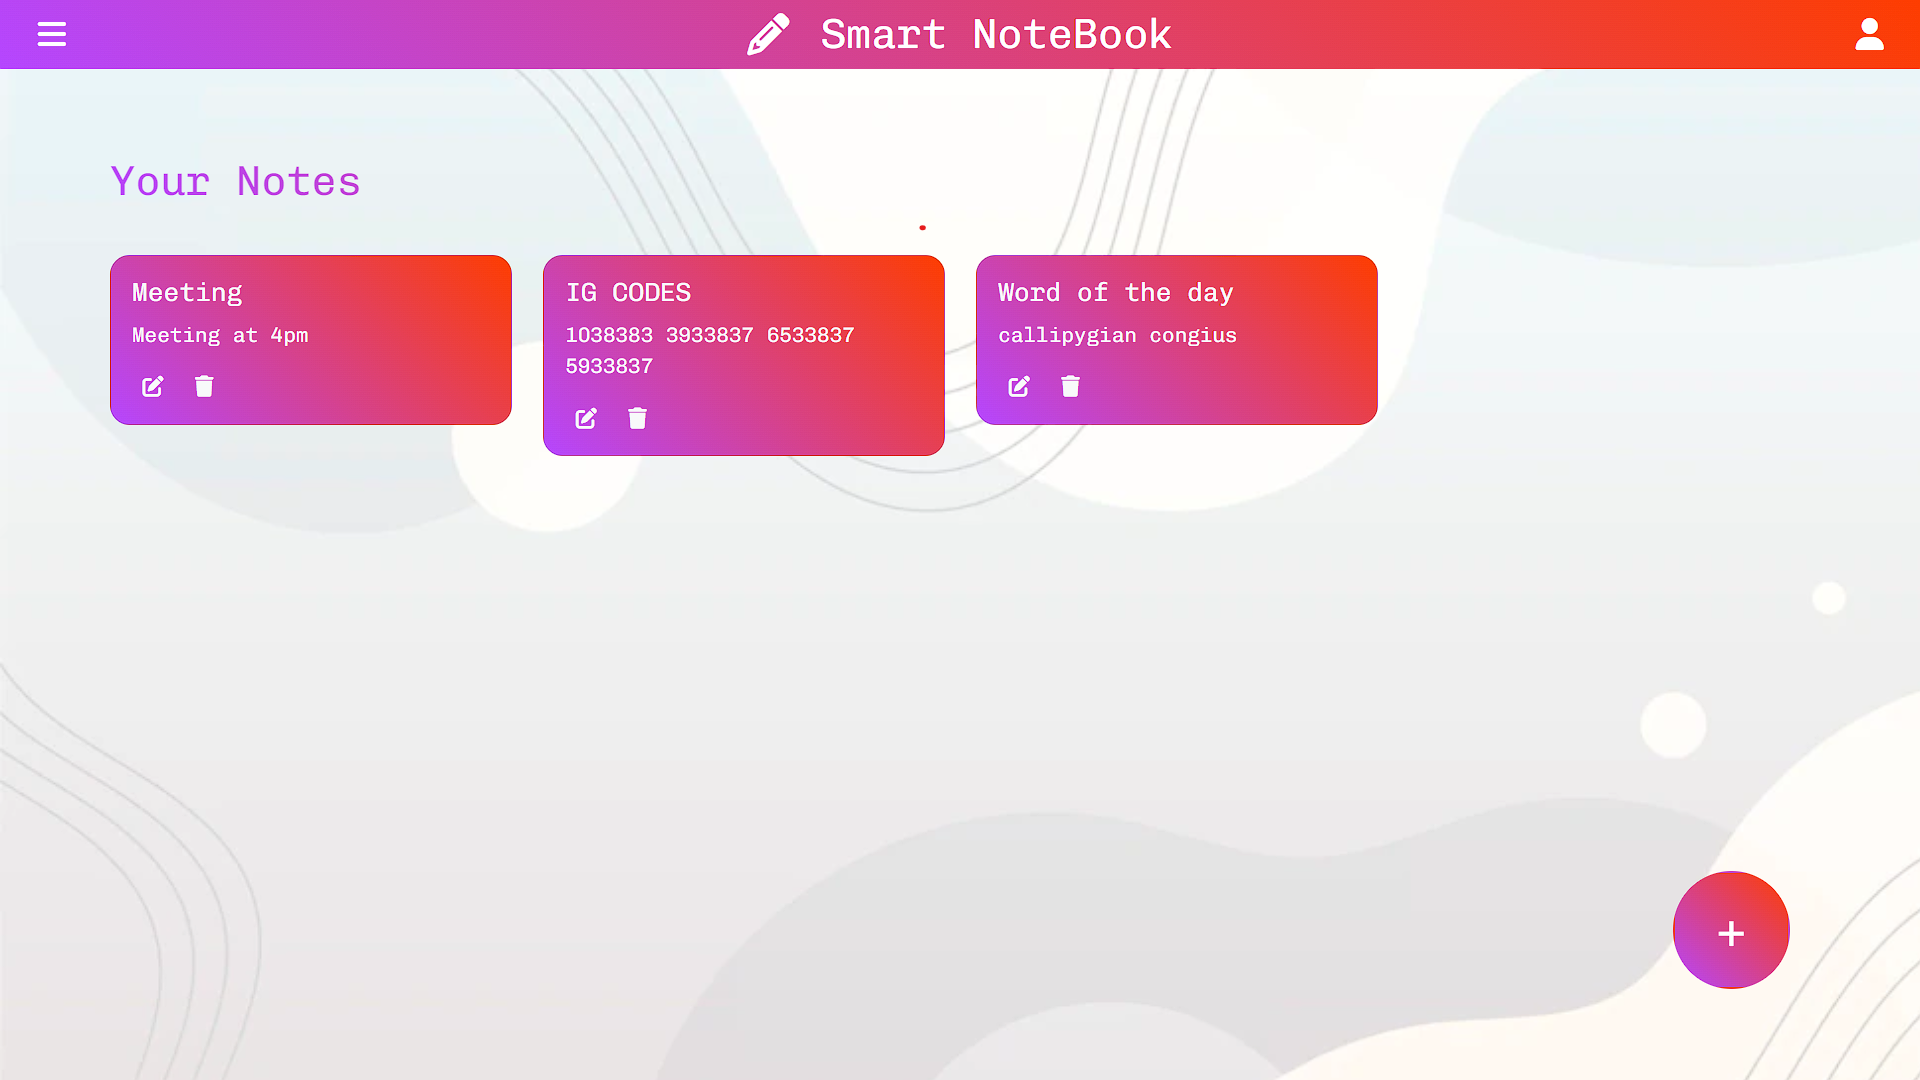 Smart NoteBook
Your Notes
Meeting
Meeting at 4pm
IG CODES
1038383 3933837 6533837
5933837
Word of the day
callipygian congius
+